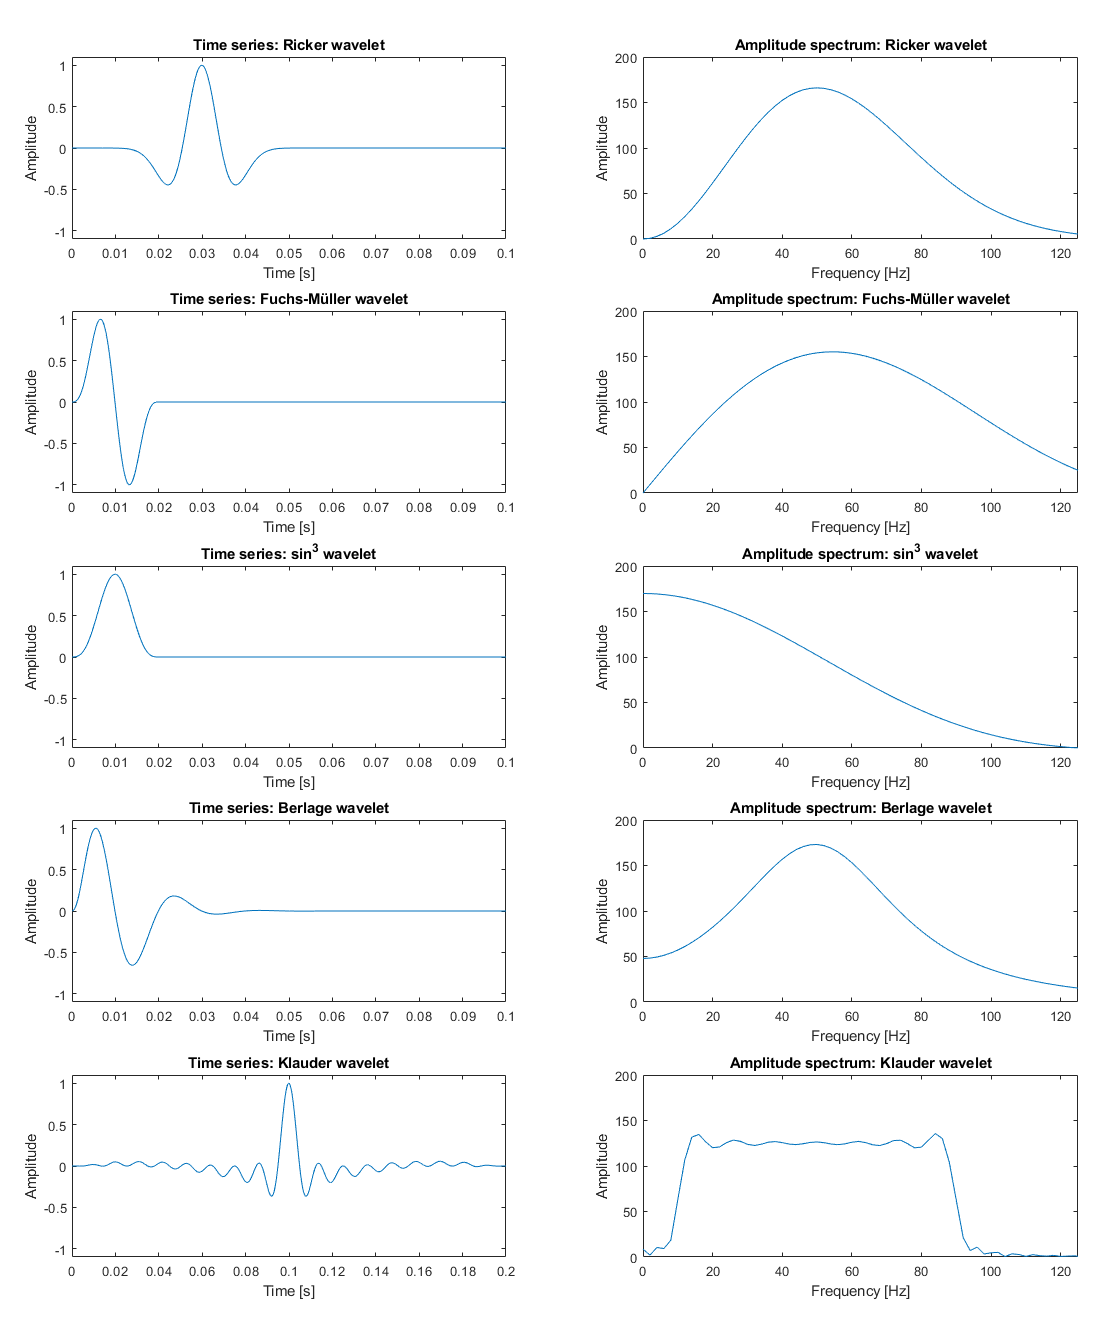 Time series: Ricker wavelet
Amplitude
1
0.5
0
-0.5
-1
0 0.01 0.02 0.03 0.04 0.05 0.06 0.07 0.08 0.09 0.1
Time [s]
Amplitude spectrum: Ricker wavelet
Amplitude
200
150
100
50
0
0 20 40 60 80 100 120
Frequency [Hz]
Time series: Fuchs-Müller wavelet
Amplitude
1
0.5
0
-0.5
-1
0 0.01 0.02 0.03 0.04 0.05 0.06 0.07 0.08 0.09 0.1
Time [s]
Amplitude spectrum: Fuchs-Müller wavelet
Amplitude
200
150
100
50
0
0 20 40 60 80 100 120
Frequency [Hz]
Time series: sin³ wavelet
Amplitude
1
0.5
0
-0.5
-1
0 0.01 0.02 0.03 0.04 0.05 0.06 0.07 0.08 0.09 0.1
Time [s]
Amplitude spectrum: sin³ wavelet
Amplitude
200
150
100
50
0
0 20 40 60 80 100 120
Frequency [Hz]
Time series: Berlage wavelet
Amplitude
1
0.5
0
-0.5
-1
0 0.01 0.02 0.03 0.04 0.05 0.06 0.07 0.08 0.09 0.1
Time [s]
Amplitude spectrum: Berlage wavelet
Amplitude
200
150
100
50
0
0 20 40 60 80 100 120
Frequency [Hz]
Time series: Klauder wavelet
Amplitude
1
0.5
0
-0.5
-1
0 0.02 0.04 0.06 0.08 0.1 0.12 0.14 0.16 0.18 0.2
Time [s]
Amplitude spectrum: Klauder wavelet
Amplitude
200
150
100
50
0
0 20 40 60 80 100 120
Frequency [Hz]